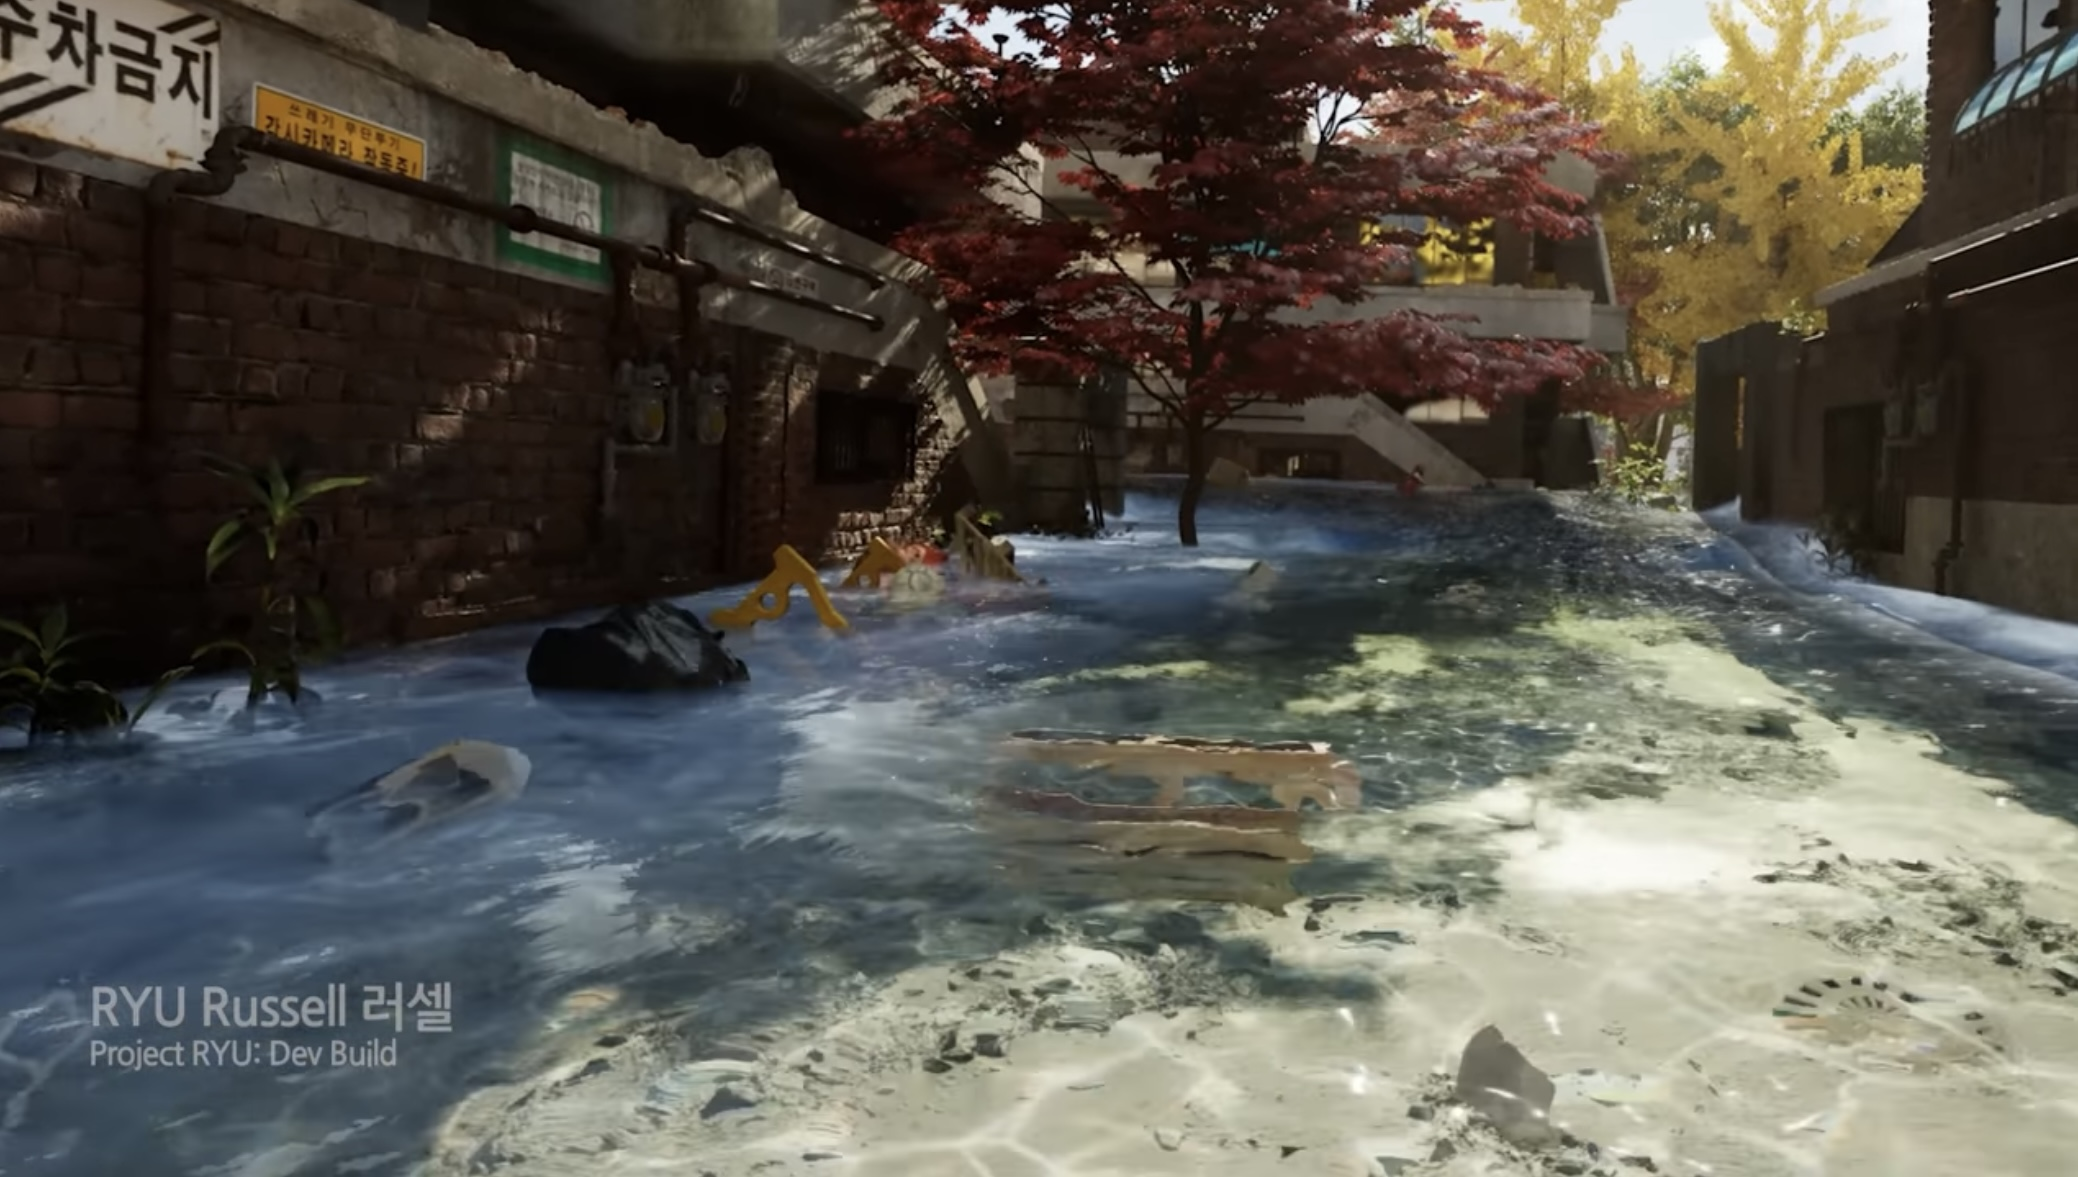 주차금지
쓰레기 무단투기
감시카메라 작동중!
RYU Russell 러셀
Project RYU: Dev Build